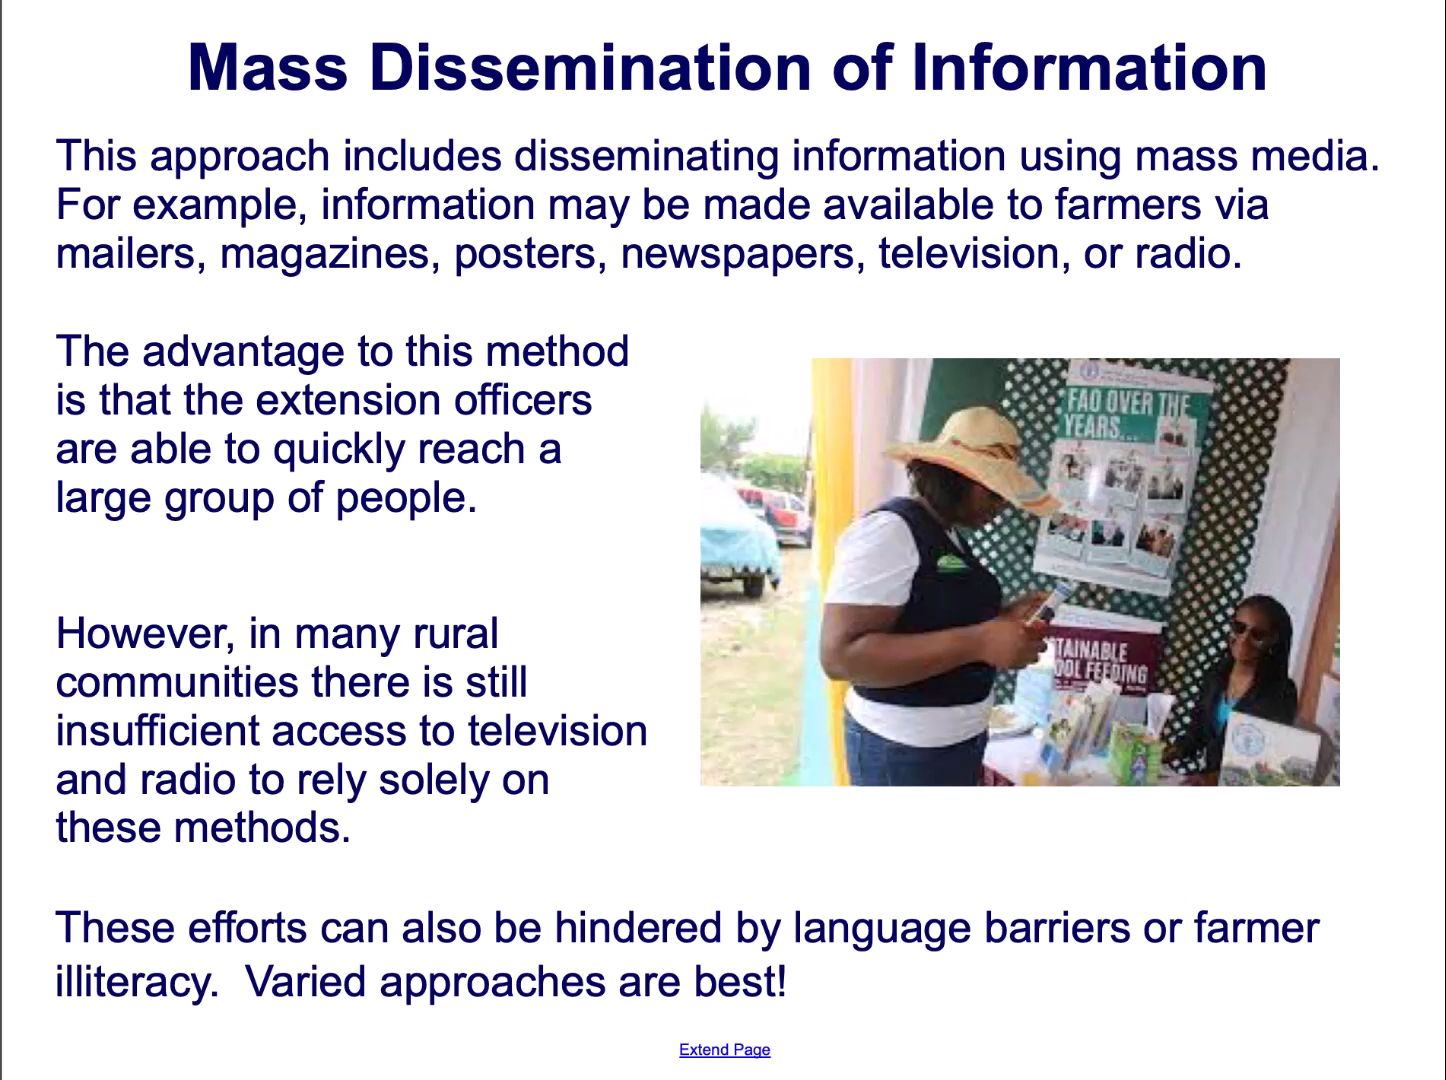 Mass Dissemination of Information
This approach includes disseminating information using mass media.
For example, information may be made available to farmers via
mailers, magazines, posters, newspapers, television, or radio.
The advantage to this method
is that the extension officers
are able to quickly reach a
large group of people.
FAO OVER THE
YEARS...
TAINABLE
OOL FEEDING
However, in many rural
communities there is still
insufficient access to television
and radio to rely solely on
these methods.
These efforts can also be hindered by language barriers or farmer
illiteracy.  Varied approaches are best!
Extend Page